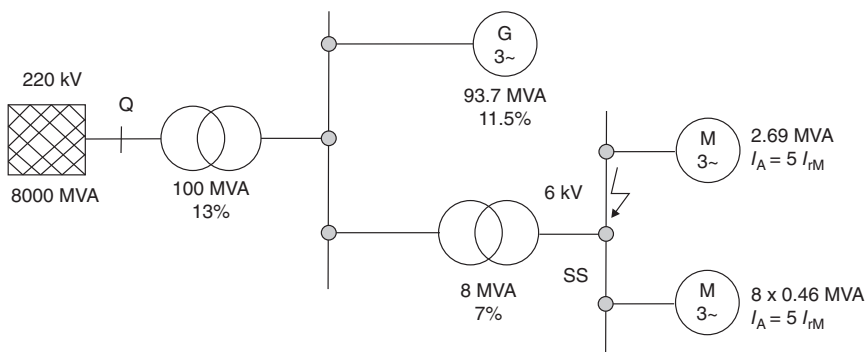 220 kV
Q
8000 MVA
100 MVA
13%
G
3~
93.7 MVA
11.5%
8 MVA
7%
6 kV
SS
M
3~
2.69 MVA
I_A = 5 I_rM
M
3~
8 x 0.46 MVA
I_A = 5 I_rM